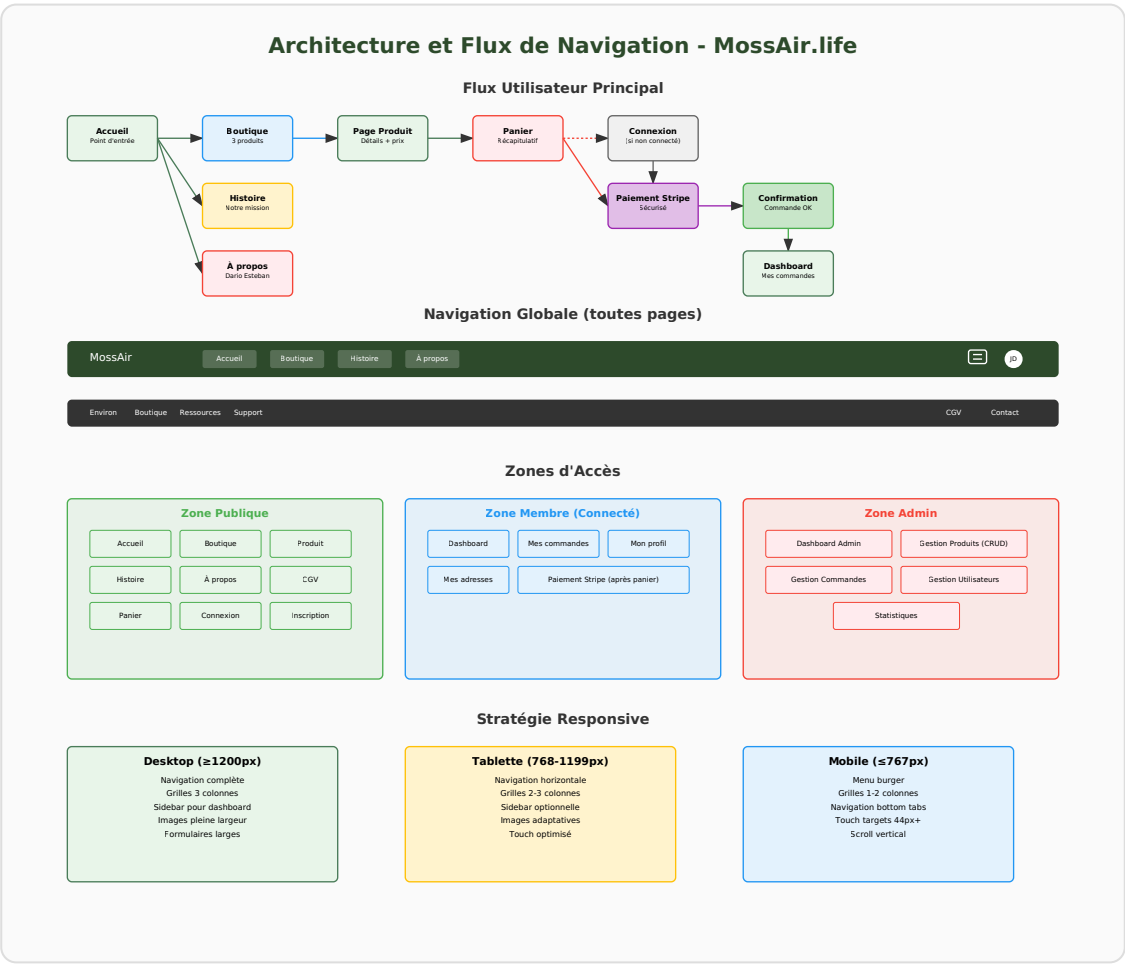 Architecture et Flux de Navigation - MossAir.life
Flux Utilisateur Principal
Accueil
Point d'entrée
Boutique
3 produits
Page Produit
Détails + prix
Panier
Récapitulatif
Connexion
(si non connecté)
Histoire
Notre mission
Paiement Stripe
Sécurisé
Confirmation
Commande OK
À propos
Dario Esteban
Dashboard
Mes commandes
Navigation Globale (toutes pages)
MossAir
Accueil
Boutique
Histoire
À propos
JD
Environ
Boutique
Ressources
Support
CGV
Contact
Zones d'Accès
Zone Publique
Accueil
Boutique
Produit
Histoire
À propos
CGV
Panier
Connexion
Inscription
Zone Membre (Connecté)
Dashboard
Mes commandes
Mon profil
Mes adresses
Paiement Stripe (après panier)
Zone Admin
Dashboard Admin
Gestion Produits (CRUD)
Gestion Commandes
Gestion Utilisateurs
Statistiques
Stratégie Responsive
Desktop (≥1200px)
Navigation complète
Grilles 3 colonnes
Sidebar pour dashboard
Images pleine largeur
Formulaires larges
Tablette (768-1199px)
Navigation horizontale
Grilles 2-3 colonnes
Sidebar optionnelle
Images adaptatives
Touch optimisé
Mobile (≤767px)
Menu burger
Grilles 1-2 colonnes
Navigation bottom tabs
Touch targets 44px+
Scroll vertical